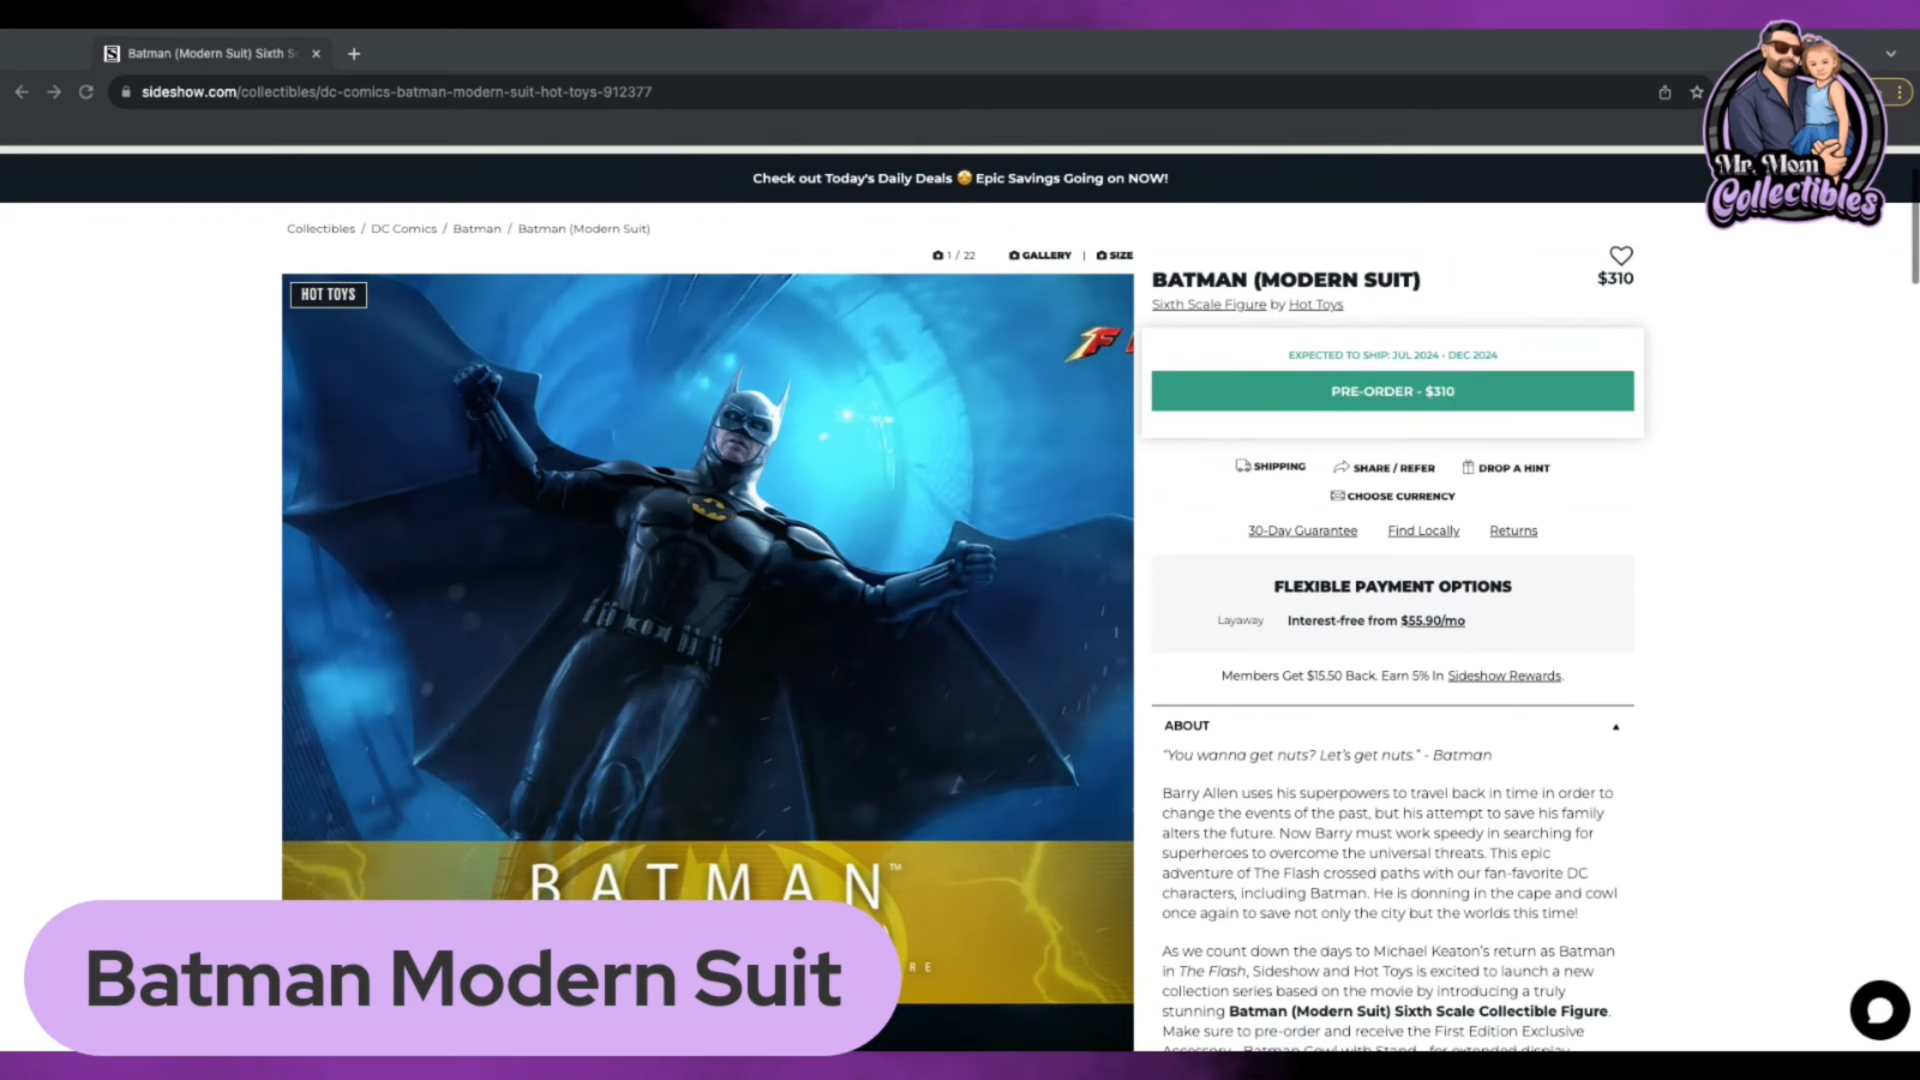 Batman (Modern Suit) Sixth S
sideshow.com/collectibles/dc-comics-batman-modern-suit-hot-toys-912377
Mr. Mom
Collectibles
Check out Today's Daily Deals 🤩 Epic Savings Going on NOW!
Collectibles / DC Comics / Batman / Batman (Modern Suit)
1 / 22 GALLERY | SIZE
HOT TOYS
BATMAN™
RE
BATMAN (MODERN SUIT)
$310
Sixth Scale Figure by Hot Toys
EXPECTED TO SHIP: JUL 2024 - DEC 2024
PRE-ORDER - $310
SHIPPING SHARE / REFER DROP A HINT
CHOOSE CURRENCY
30-Day Guarantee Find Locally Returns
FLEXIBLE PAYMENT OPTIONS
Layaway Interest-free from $55.90/mo
Members Get $15.50 Back. Earn 5% In Sideshow Rewards.
ABOUT
“You wanna get nuts? Let’s get nuts.” - Batman
Barry Allen uses his superpowers to travel back in time in order to
change the events of the past, but his attempt to save his family
alters the future. Now Barry must work speedy in searching for
superheroes to overcome the universal threats. This epic
adventure of The Flash crossed paths with our fan-favorite DC
characters, including Batman. He is donning in the cape and cowl
once again to save not only the city but the worlds this time!
As we count down the days to Michael Keaton’s return as Batman
in The Flash, Sideshow and Hot Toys is excited to launch a new
collection series based on the movie by introducing a truly
stunning Batman (Modern Suit) Sixth Scale Collectible Figure.
Make sure to pre-order and receive the First Edition Exclusive
Accessory - Batman Cowl with Stand - for extended display
Batman Modern Suit